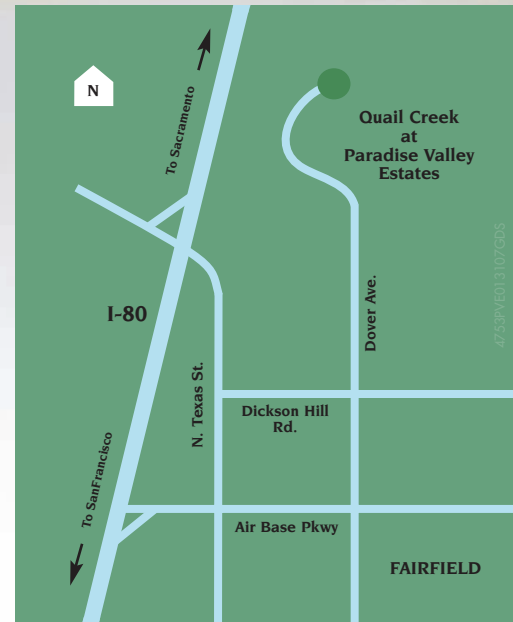 N
To Sacramento
Quail Creek
at
Paradise Valley
Estates
4753PVE013107GDS
I-80
Dover Ave.
N. Texas St.
Dickson Hill
Rd.
To SanFrancisco
Air Base Pkwy
FAIRFIELD